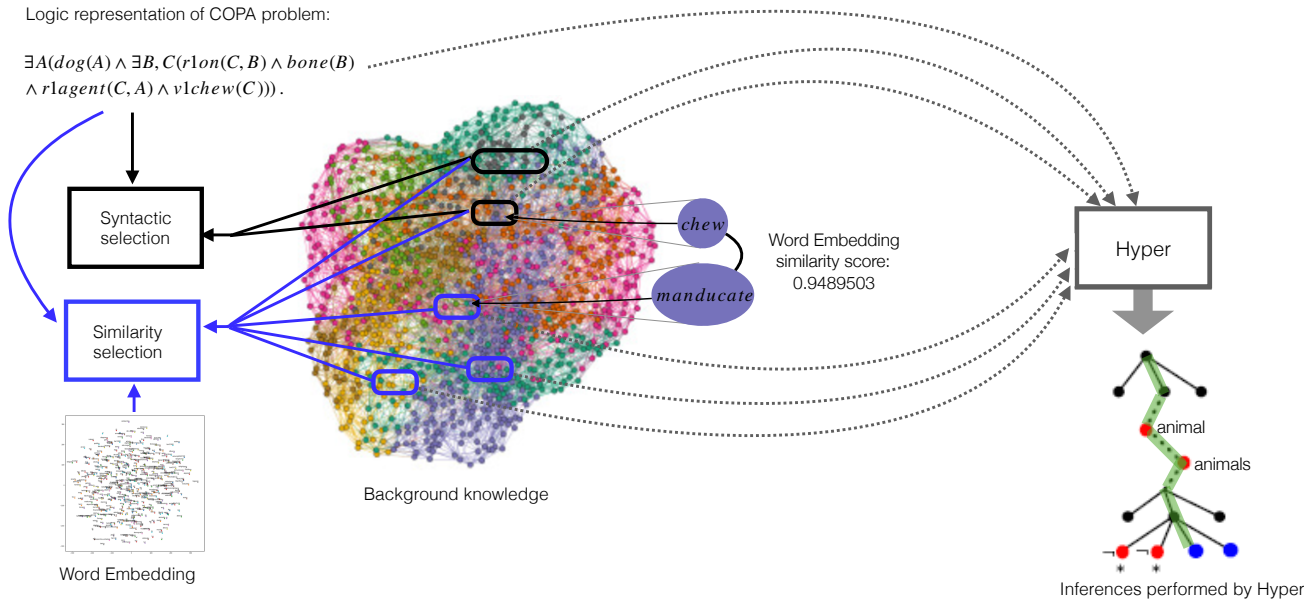 Logic representation of COPA problem:
∃A(dog(A) ∧ ∃B, C(r1on(C, B) ∧ bone(B)
∧ r1agent(C, A) ∧ v1chew(C))).
Syntactic
selection
Similarity
selection
Word Embedding
Background knowledge
chew
manducate
Word Embedding
similarity score:
0.9489503
Hyper
animal
animals
¬ ¬
* *
Inferences performed by Hyper